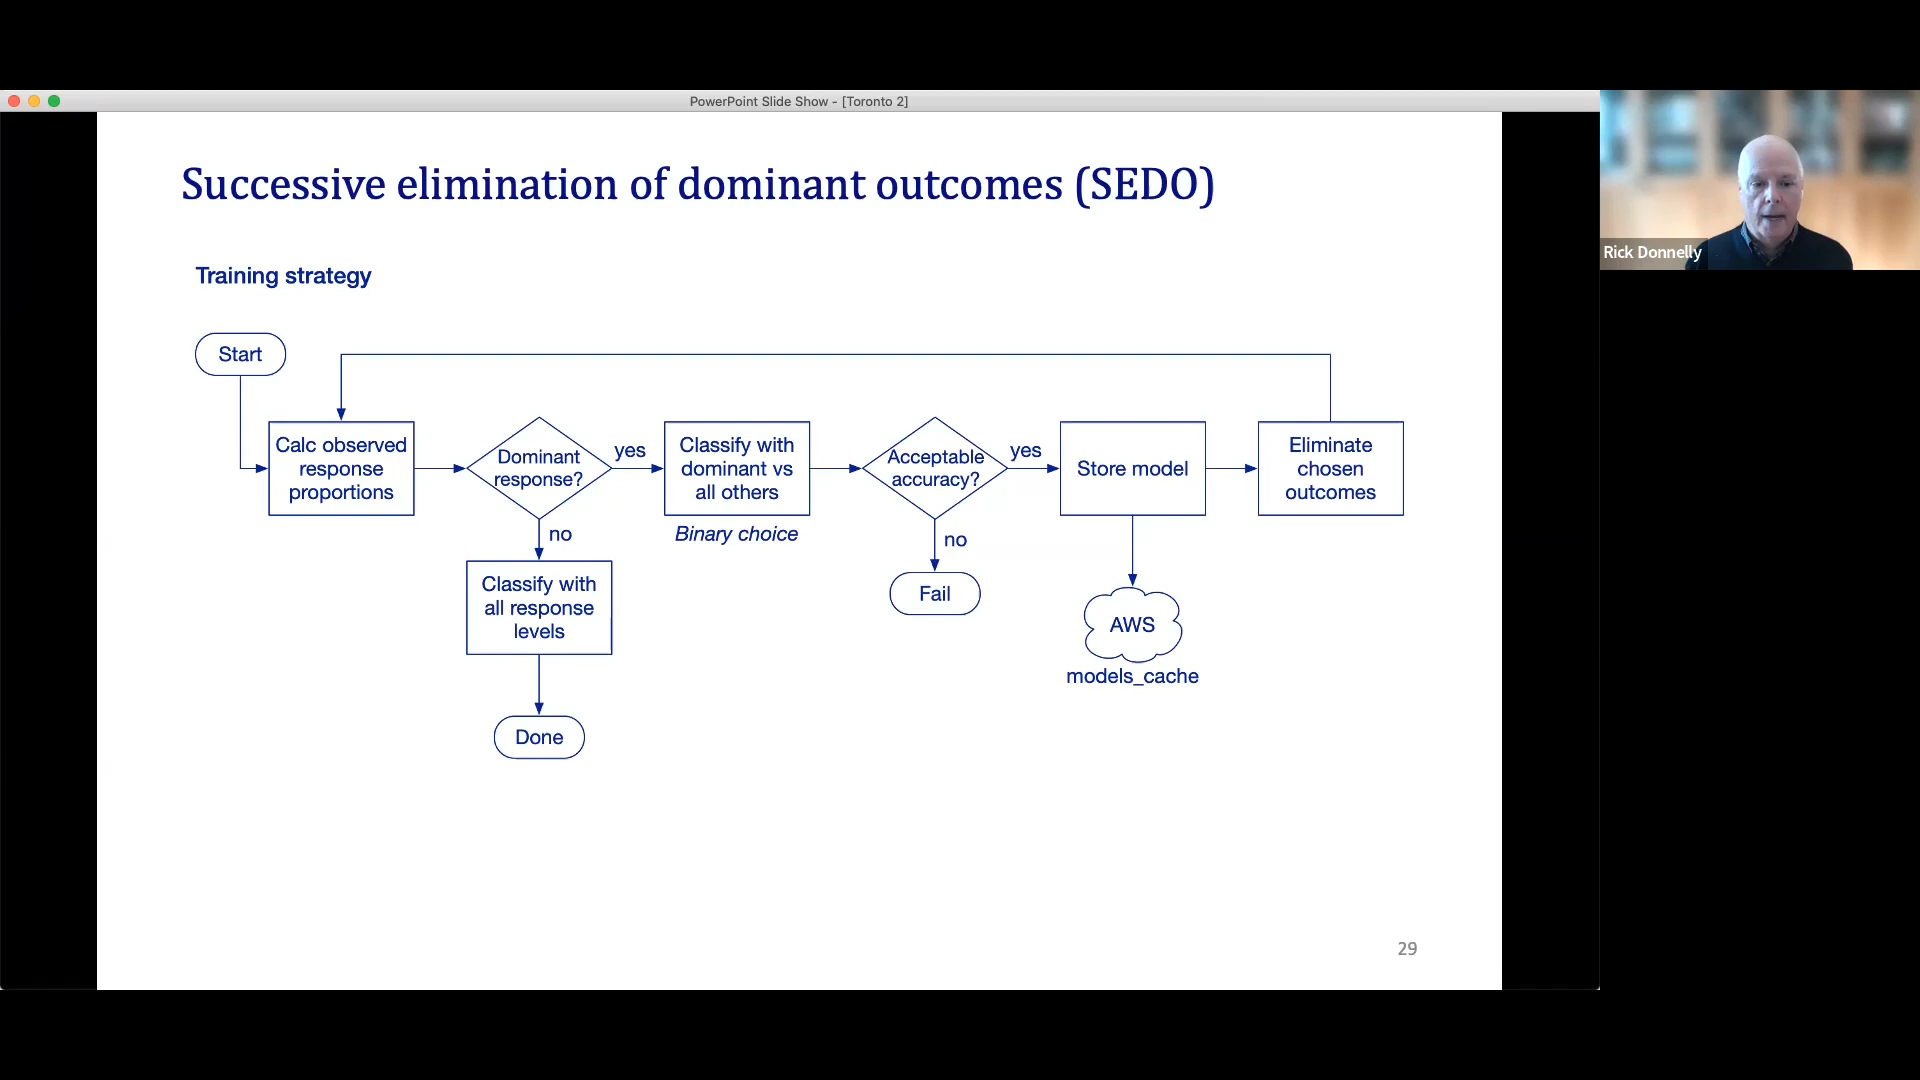 PowerPoint Slide Show - [Toronto 2]
Successive elimination of dominant outcomes (SEDO)
Rick Donnelly
Training strategy
Start
Calc observed
response
proportions
Dominant
response?
yes
Classify with
dominant vs
all others
Binary choice
Acceptable
accuracy?
yes
Store model
Eliminate
chosen
outcomes
no
Classify with
all response
levels
Done
no
Fail
AWS
models_cache
29